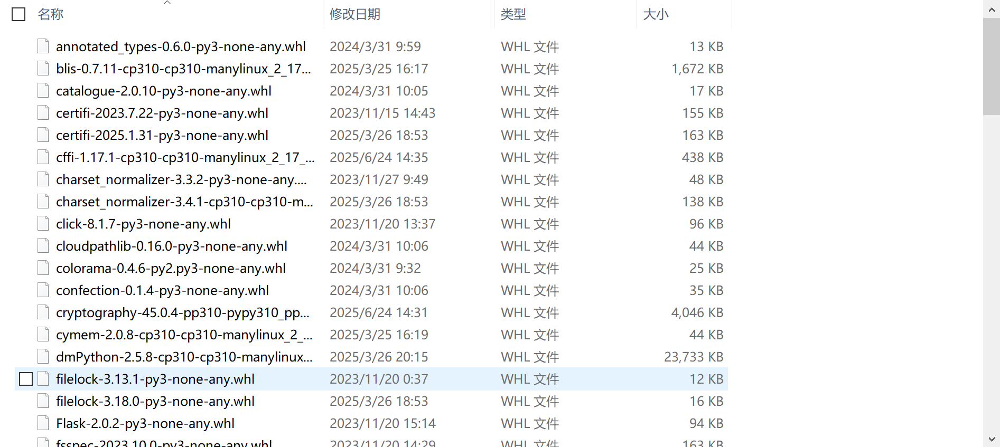 名称 修改日期 类型 大小
annotated_types-0.6.0-py3-none-any.whl 2024/3/31 9:59 WHL 文件 13 KB
blis-0.7.11-cp310-cp310-manylinux_2_17... 2025/3/25 16:17 WHL 文件 1,672 KB
catalogue-2.0.10-py3-none-any.whl 2024/3/31 10:05 WHL 文件 17 KB
certifi-2023.7.22-py3-none-any.whl 2023/11/15 14:43 WHL 文件 155 KB
certifi-2025.1.31-py3-none-any.whl 2025/3/26 18:53 WHL 文件 163 KB
cffi-1.17.1-cp310-cp310-manylinux_2_17_... 2025/6/24 14:35 WHL 文件 438 KB
charset_normalizer-3.3.2-py3-none-any.... 2023/11/27 9:49 WHL 文件 48 KB
charset_normalizer-3.4.1-cp310-cp310-m... 2025/3/26 18:53 WHL 文件 138 KB
click-8.1.7-py3-none-any.whl 2023/11/20 13:37 WHL 文件 96 KB
cloudpathlib-0.16.0-py3-none-any.whl 2024/3/31 10:06 WHL 文件 44 KB
colorama-0.4.6-py2.py3-none-any.whl 2024/3/31 9:32 WHL 文件 25 KB
confection-0.1.4-py3-none-any.whl 2024/3/31 10:06 WHL 文件 35 KB
cryptography-45.0.4-pp310-pypy310_pp... 2025/6/24 14:31 WHL 文件 4,046 KB
cymem-2.0.8-cp310-cp310-manylinux_2_... 2025/3/25 16:19 WHL 文件 44 KB
dmPython-2.5.8-cp310-cp310-manylinux... 2025/3/26 20:15 WHL 文件 23,733 KB
filelock-3.13.1-py3-none-any.whl 2023/11/20 0:37 WHL 文件 12 KB
filelock-3.18.0-py3-none-any.whl 2025/3/26 18:53 WHL 文件 16 KB
Flask-2.0.2-py3-none-any.whl 2023/11/20 15:14 WHL 文件 94 KB
fsspec-2023.10.0-py3-none-any.whl 2023/11/20 14:29 WHL 文件 163 KB